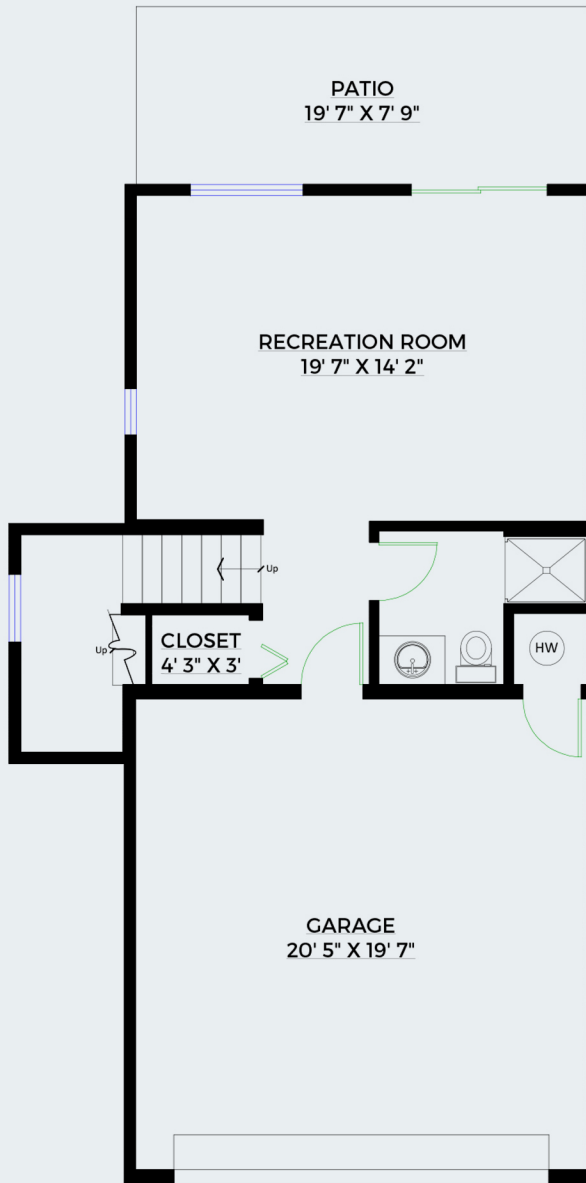 PATIO
19' 7" X 7' 9"
RECREATION ROOM
19' 7" X 14' 2"
Up
Up
CLOSET
4' 3" X 3'
HW
GARAGE
20' 5" X 19' 7"